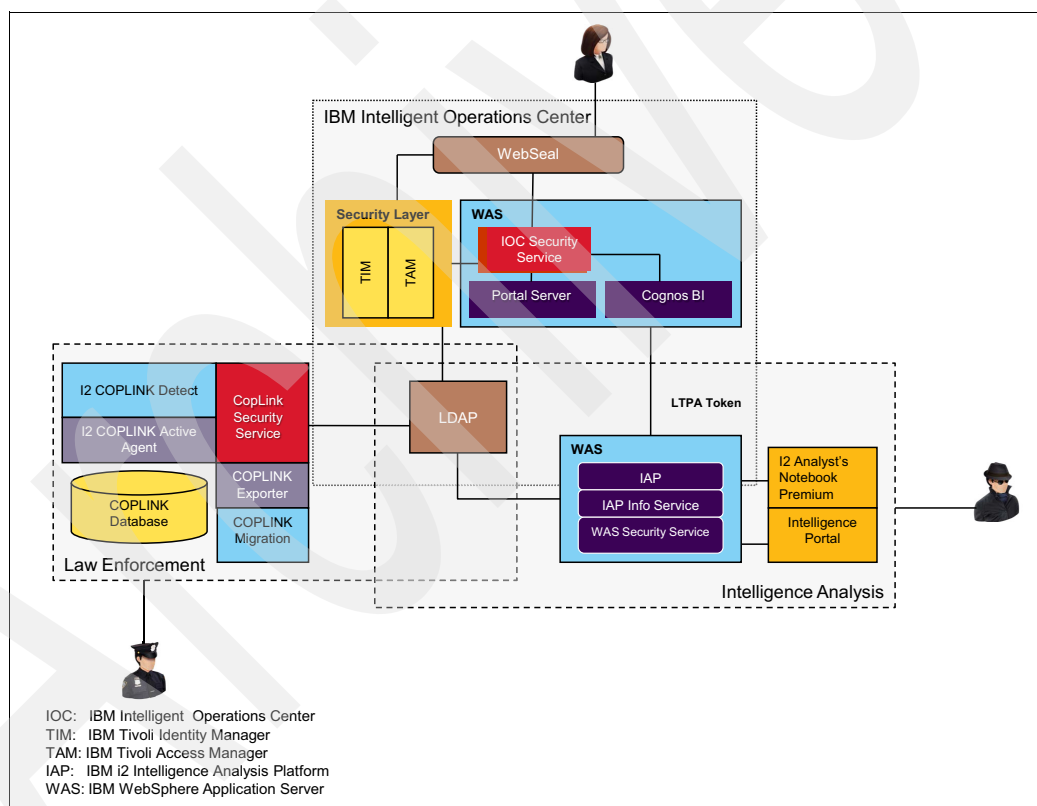 IBM Intelligent Operations Center
WebSeal
Security Layer
TIM
TAM
WAS
IOC Security
Service
Portal Server
Cognos BI
I2 COPLINK Detect
I2 COPLINK Active
Agent
COPLINK
Database
CopLink
Security
Service
COPLINK
Exporter
COPLINK
Migration
Law Enforcement
LDAP
LTPA Token
WAS
IAP
IAP Info Service
WAS Security Service
I2 Analyst's
Notebook
Premium
Intelligence
Portal
Intelligence Analysis
IOC: IBM Intelligent Operations Center
TIM: IBM Tivoli Identity Manager
TAM: IBM Tivoli Access Manager
IAP: IBM i2 Intelligence Analysis Platform
WAS: IBM WebSphere Application Server